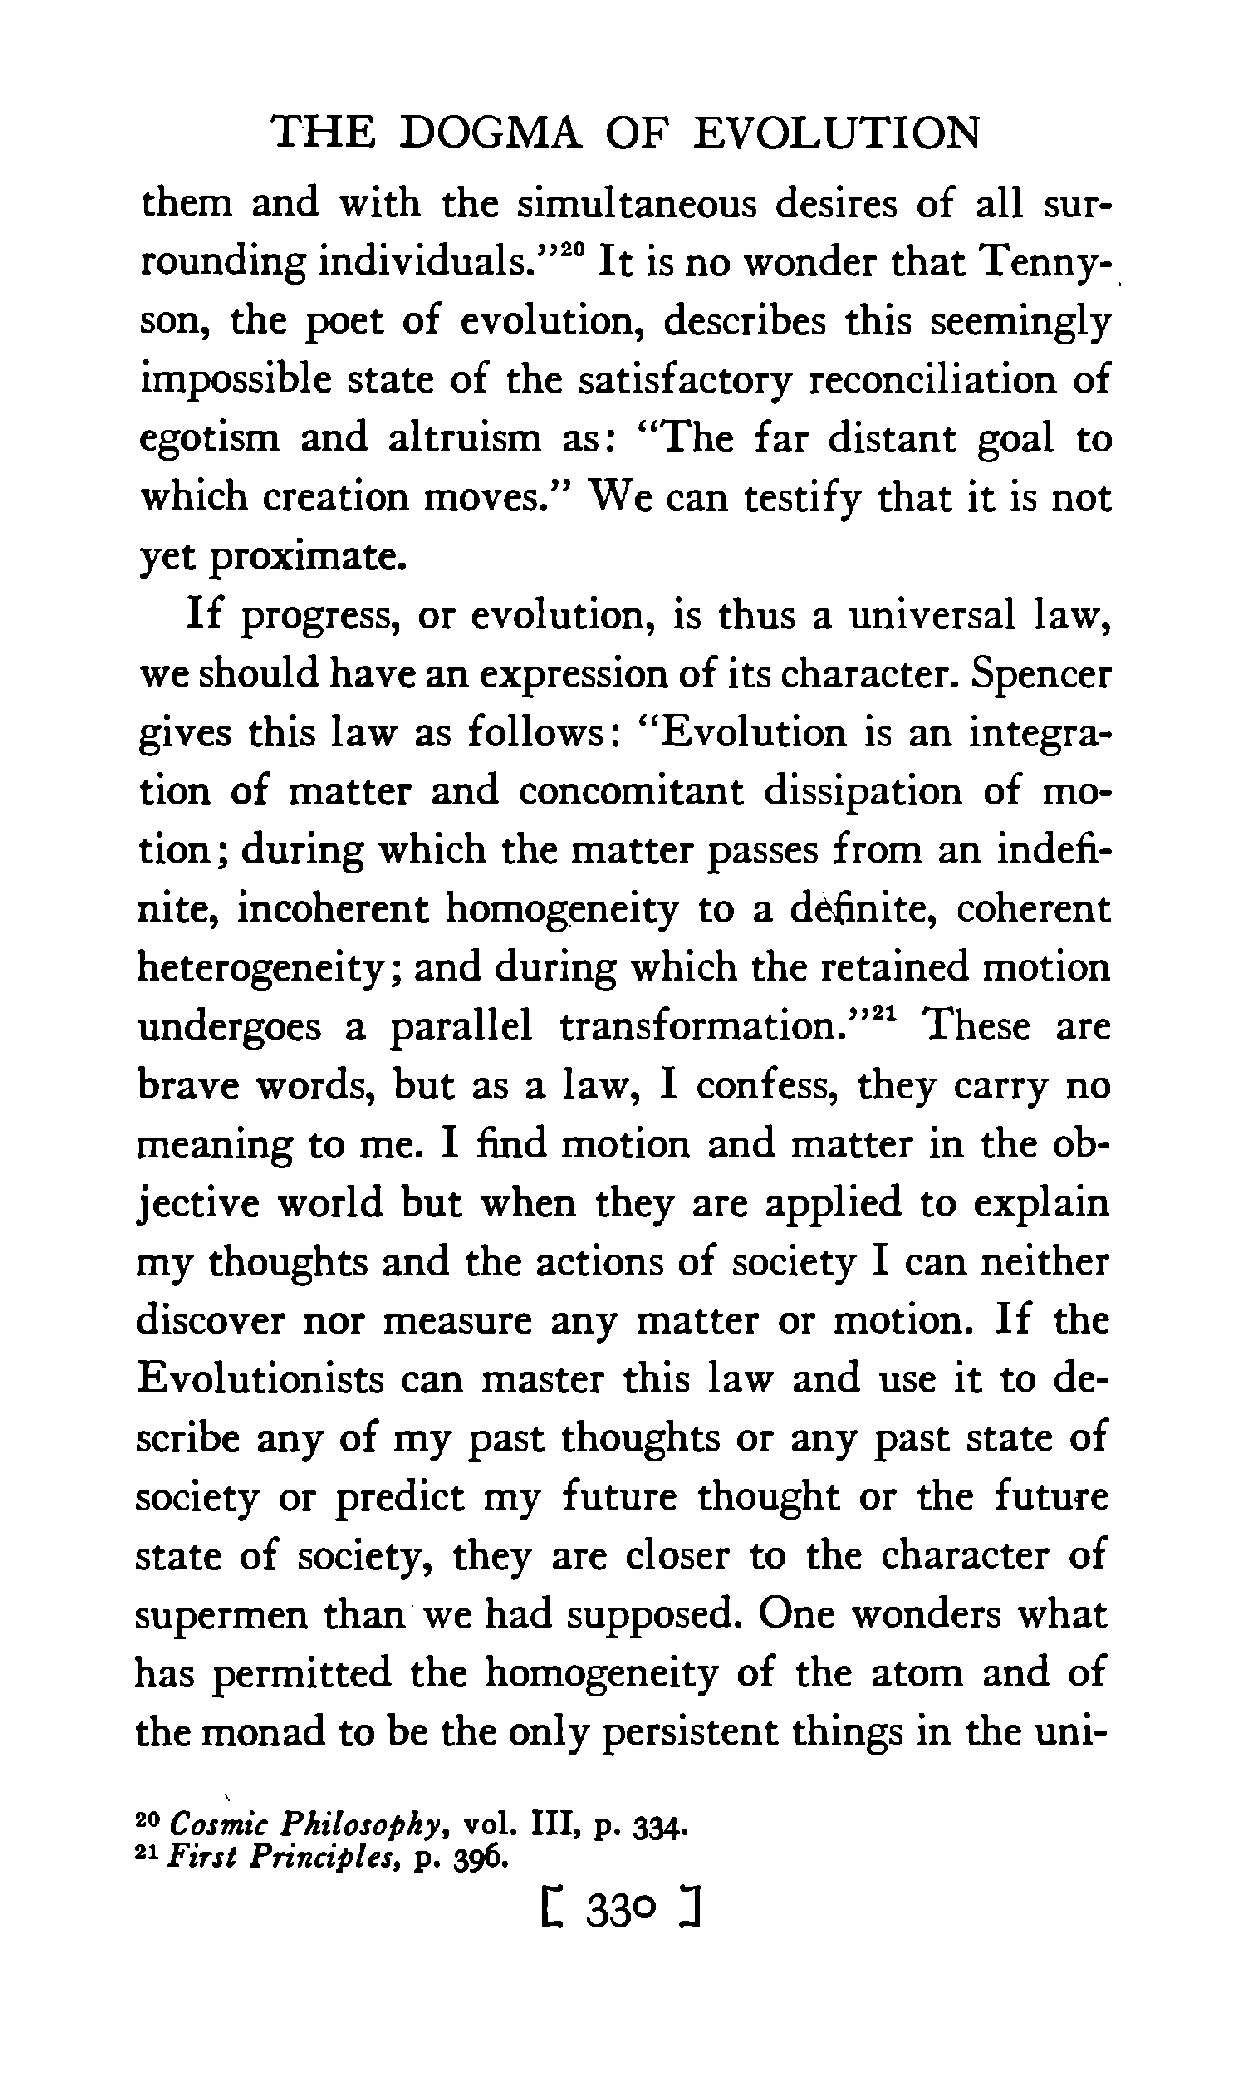 THE DOGMA OF EVOLUTION
them and with the simultaneous desires of all sur-
rounding individuals."²⁰ It is no wonder that Tenny-
son, the poet of evolution, describes this seemingly
impossible state of the satisfactory reconciliation of
egotism and altruism as: "The far distant goal to
which creation moves." We can testify that it is not
yet proximate.
If progress, or evolution, is thus a universal law,
we should have an expression of its character. Spencer
gives this law as follows: "Evolution is an integra-
tion of matter and concomitant dissipation of mo-
tion; during which the matter passes from an indefi-
nite, incoherent homogeneity to a definite, coherent
heterogeneity; and during which the retained motion
undergoes a parallel transformation."²¹ These are
brave words, but as a law, I confess, they carry no
meaning to me. I find motion and matter in the ob-
jective world but when they are applied to explain
my thoughts and the actions of society I can neither
discover nor measure any matter or motion. If the
Evolutionists can master this law and use it to de-
scribe any of my past thoughts or any past state of
society or predict my future thought or the future
state of society, they are closer to the character of
supermen than we had supposed. One wonders what
has permitted the homogeneity of the atom and of
the monad to be the only persistent things in the uni-
²⁰ Cosmic Philosophy, vol. III, p. 334.
²¹ First Principles, p. 396.
[ 330 ]